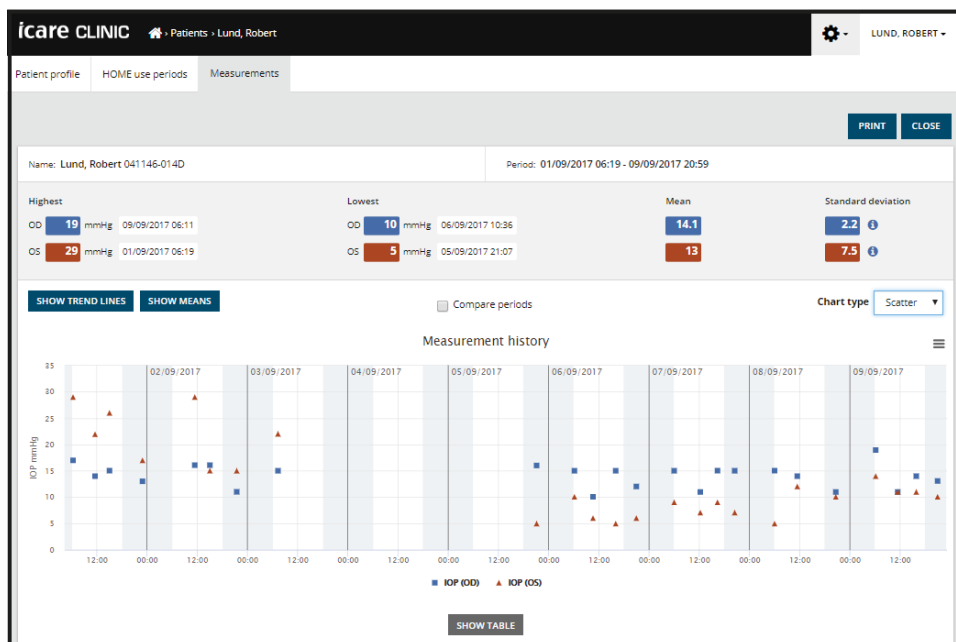 icare CLINIC › Patients › Lund, Robert LUND, ROBERT
Patient profile HOME use periods Measurements
PRINT CLOSE
Name: Lund, Robert 041146-014D Period: 01/09/2017 06:19 - 09/09/2017 20:59
Highest Lowest Mean Standard deviation
OD 19 mmHg 09/09/2017 06:11 OD 10 mmHg 06/09/2017 10:36 14.1 2.2
OS 29 mmHg 01/09/2017 06:19 OS 5 mmHg 05/09/2017 21:07 13 7.5
SHOW TREND LINES SHOW MEANS Compare periods Chart type Scatter
Measurement history
35 02/09/2017 03/09/2017 04/09/2017 05/09/2017 06/09/2017 07/09/2017 08/09/2017 09/09/2017
30
25
20
15
10
5
0
IOP mmHg
12:00 00:00 12:00 00:00 12:00 00:00 12:00 00:00 12:00 00:00 12:00 00:00 12:00 00:00 12:00 00:00 12:00
IOP (OD) IOP (OS)
SHOW TABLE